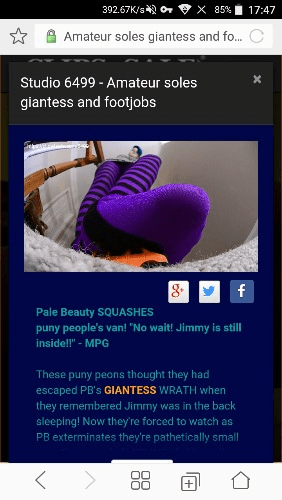 392.67K/s 85% 17:47
Amateur soles giantess and fo...
Studio 6499 - Amateur soles
giantess and footjobs
×
Pale Beauty SQUASHES
puny people's van! "No wait! Jimmy is still
inside!!" - MPG
These puny peons thought they had
escaped PB's GIANTESS WRATH when
they remembered Jimmy was in the back
sleeping! Now they're forced to watch as
PB exterminates they're pathetically small